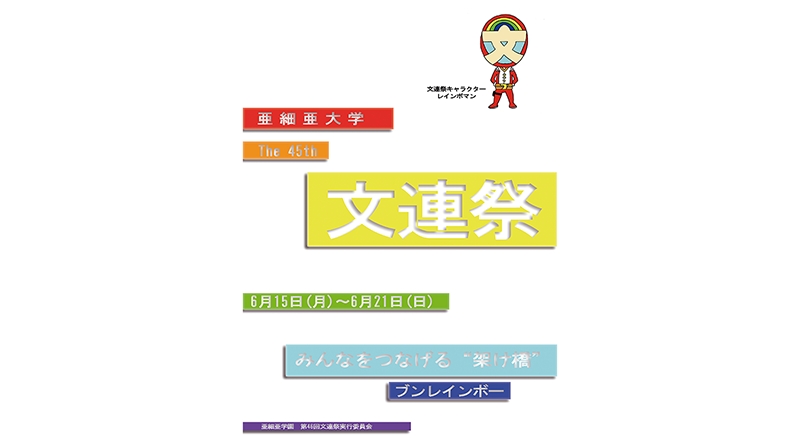 文
文連祭キャラクター
レインボマン
亜細亜大学
The 45th
文連祭
6月15日(月)～6月21日(日)
みんなをつなげる “架け橋”
ブンレインボー
亜細亜学園 第46回文連祭実行委員会